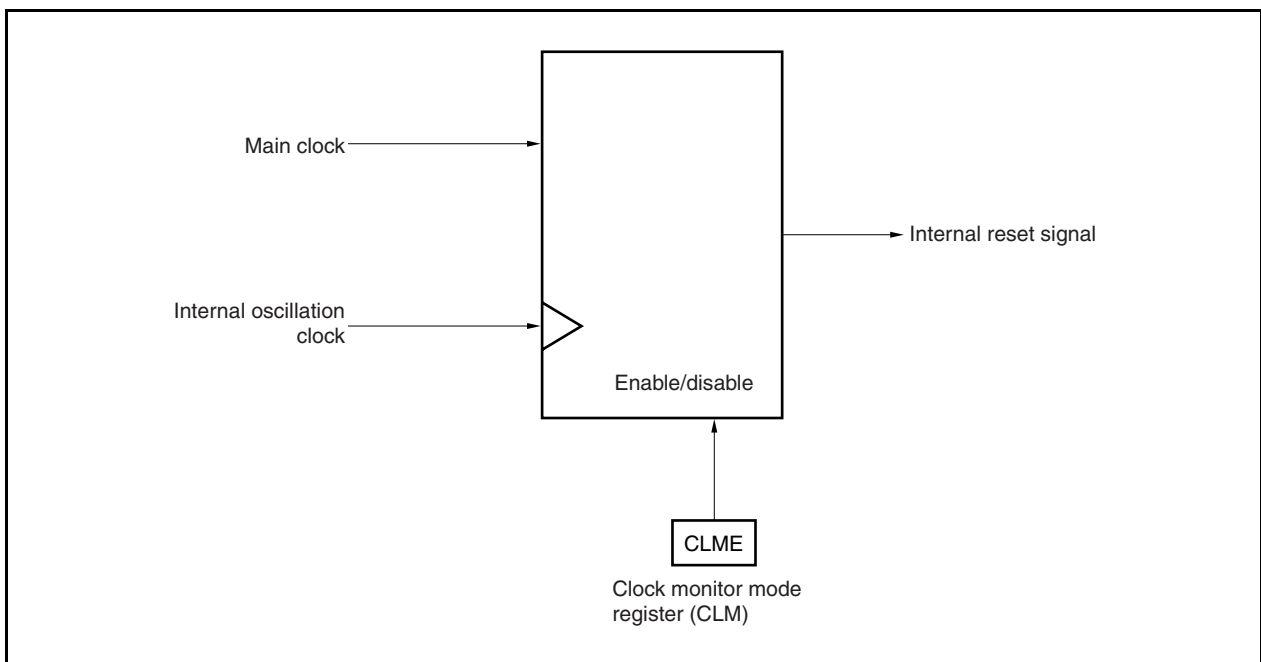 Main clock
Internal reset signal
Internal oscillation
clock
Enable/disable
CLME
Clock monitor mode
register (CLM)